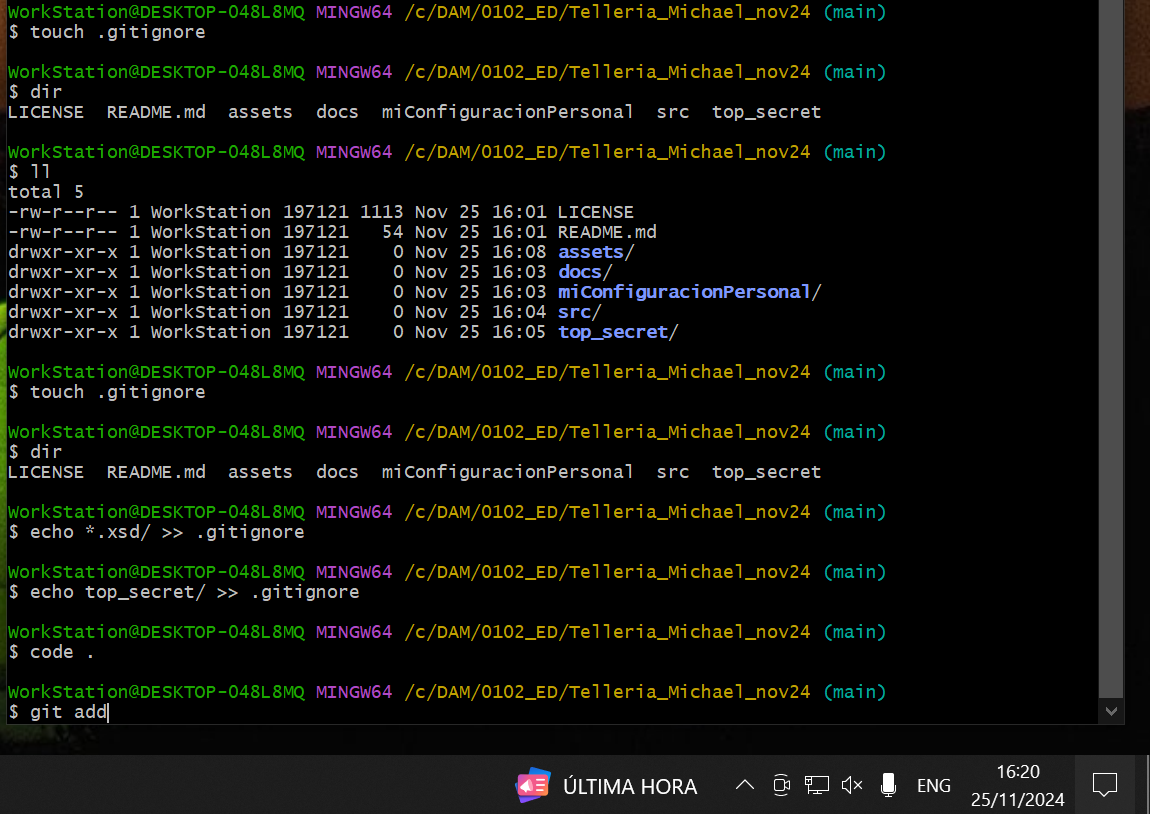 WorkStation@DESKTOP-048L8MQ MINGW64 /c/DAM/0102_ED/Telleria_Michael_nov24 (main)
$ touch .gitignore
WorkStation@DESKTOP-048L8MQ MINGW64 /c/DAM/0102_ED/Telleria_Michael_nov24 (main)
$ dir
LICENSE  README.md  assets  docs  miConfiguracionPersonal  src  top_secret
WorkStation@DESKTOP-048L8MQ MINGW64 /c/DAM/0102_ED/Telleria_Michael_nov24 (main)
$ ll
total 5
-rw-r--r-- 1 WorkStation 197121 1113 Nov 25 16:01 LICENSE
-rw-r--r-- 1 WorkStation 197121   54 Nov 25 16:01 README.md
drwxr-xr-x 1 WorkStation 197121    0 Nov 25 16:08 assets/
drwxr-xr-x 1 WorkStation 197121    0 Nov 25 16:03 docs/
drwxr-xr-x 1 WorkStation 197121    0 Nov 25 16:03 miConfiguracionPersonal/
drwxr-xr-x 1 WorkStation 197121    0 Nov 25 16:04 src/
drwxr-xr-x 1 WorkStation 197121    0 Nov 25 16:05 top_secret/
WorkStation@DESKTOP-048L8MQ MINGW64 /c/DAM/0102_ED/Telleria_Michael_nov24 (main)
$ touch .gitignore
WorkStation@DESKTOP-048L8MQ MINGW64 /c/DAM/0102_ED/Telleria_Michael_nov24 (main)
$ dir
LICENSE  README.md  assets  docs  miConfiguracionPersonal  src  top_secret
WorkStation@DESKTOP-048L8MQ MINGW64 /c/DAM/0102_ED/Telleria_Michael_nov24 (main)
$ echo *.xsd/ >> .gitignore
WorkStation@DESKTOP-048L8MQ MINGW64 /c/DAM/0102_ED/Telleria_Michael_nov24 (main)
$ echo top_secret/ >> .gitignore
WorkStation@DESKTOP-048L8MQ MINGW64 /c/DAM/0102_ED/Telleria_Michael_nov24 (main)
$ code .
WorkStation@DESKTOP-048L8MQ MINGW64 /c/DAM/0102_ED/Telleria_Michael_nov24 (main)
$ git add
ÚLTIMA HORA
ENG
16:20
25/11/2024